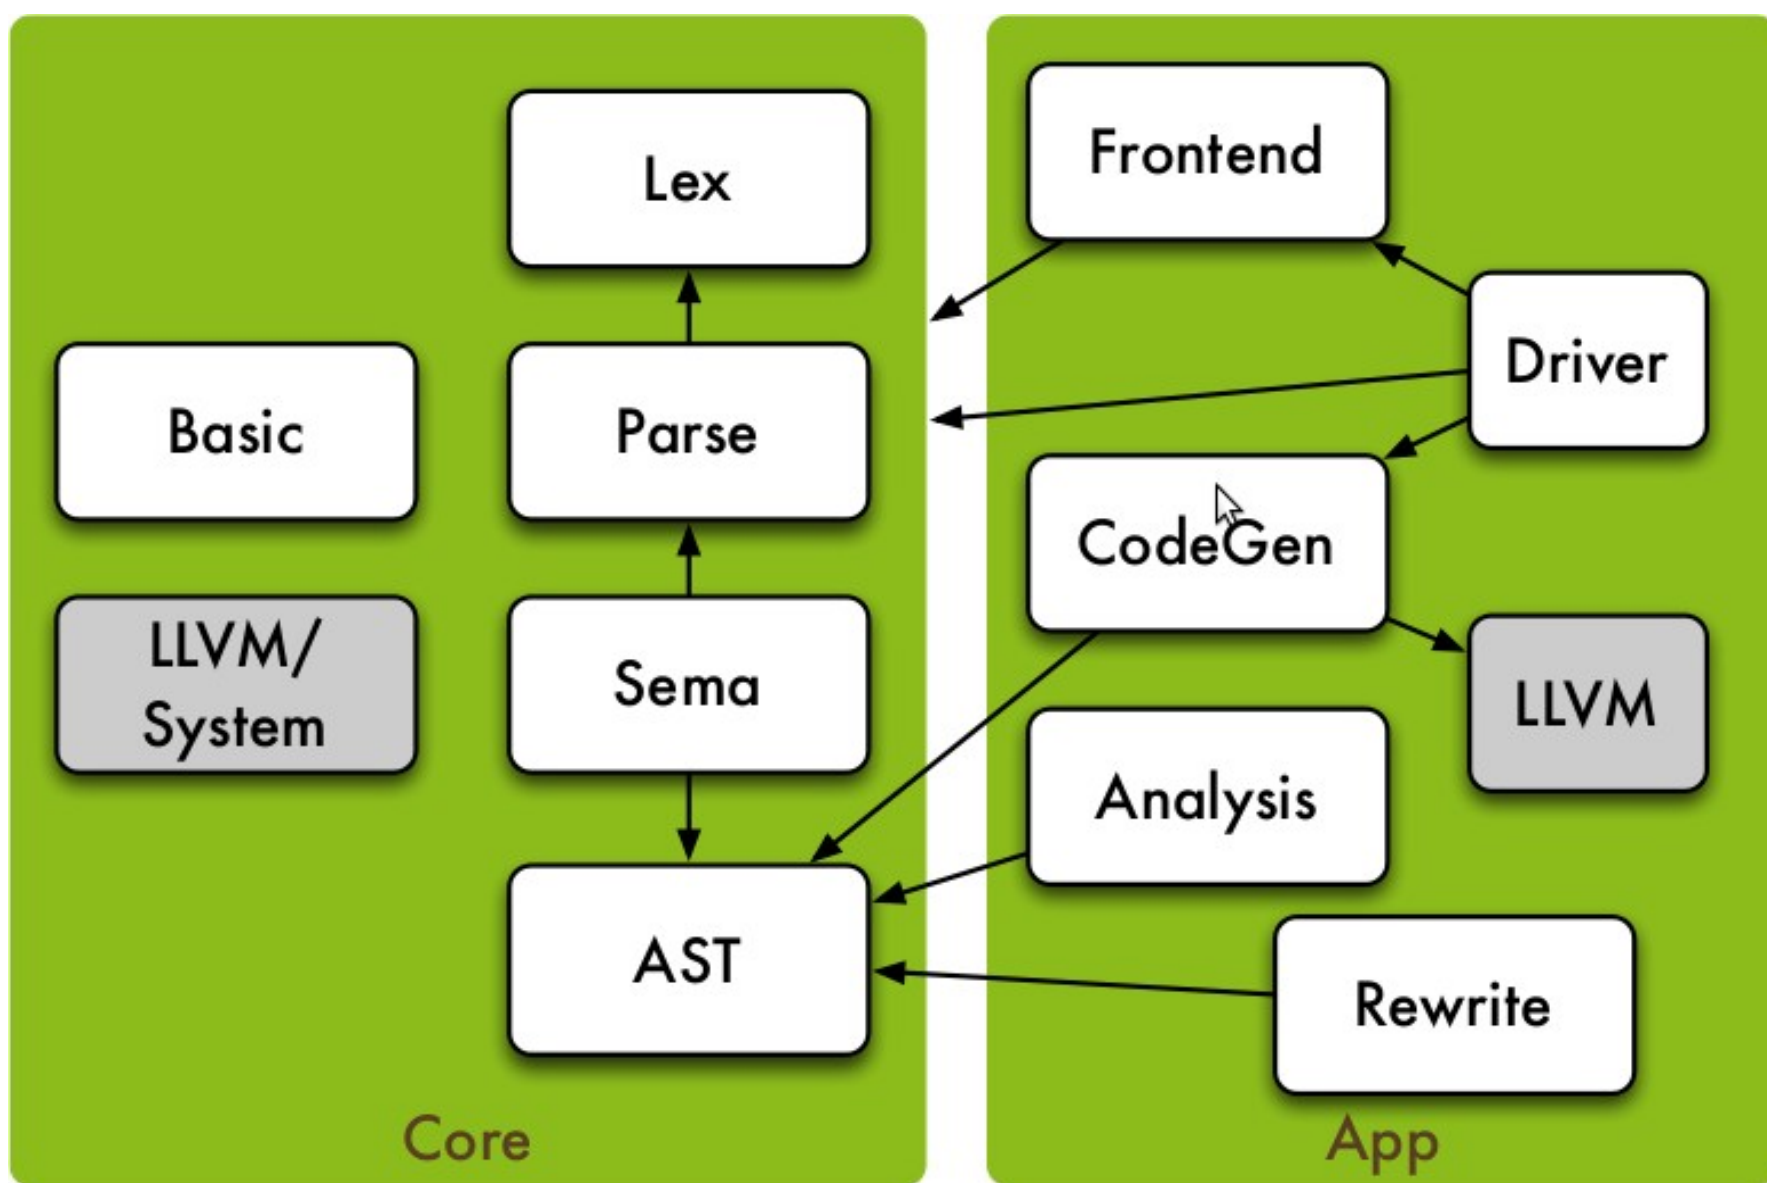 Lex
Basic
Parse
LLVM/
System
Sema
AST
Core
Frontend
Driver
CodeGen
LLVM
Analysis
Rewrite
App